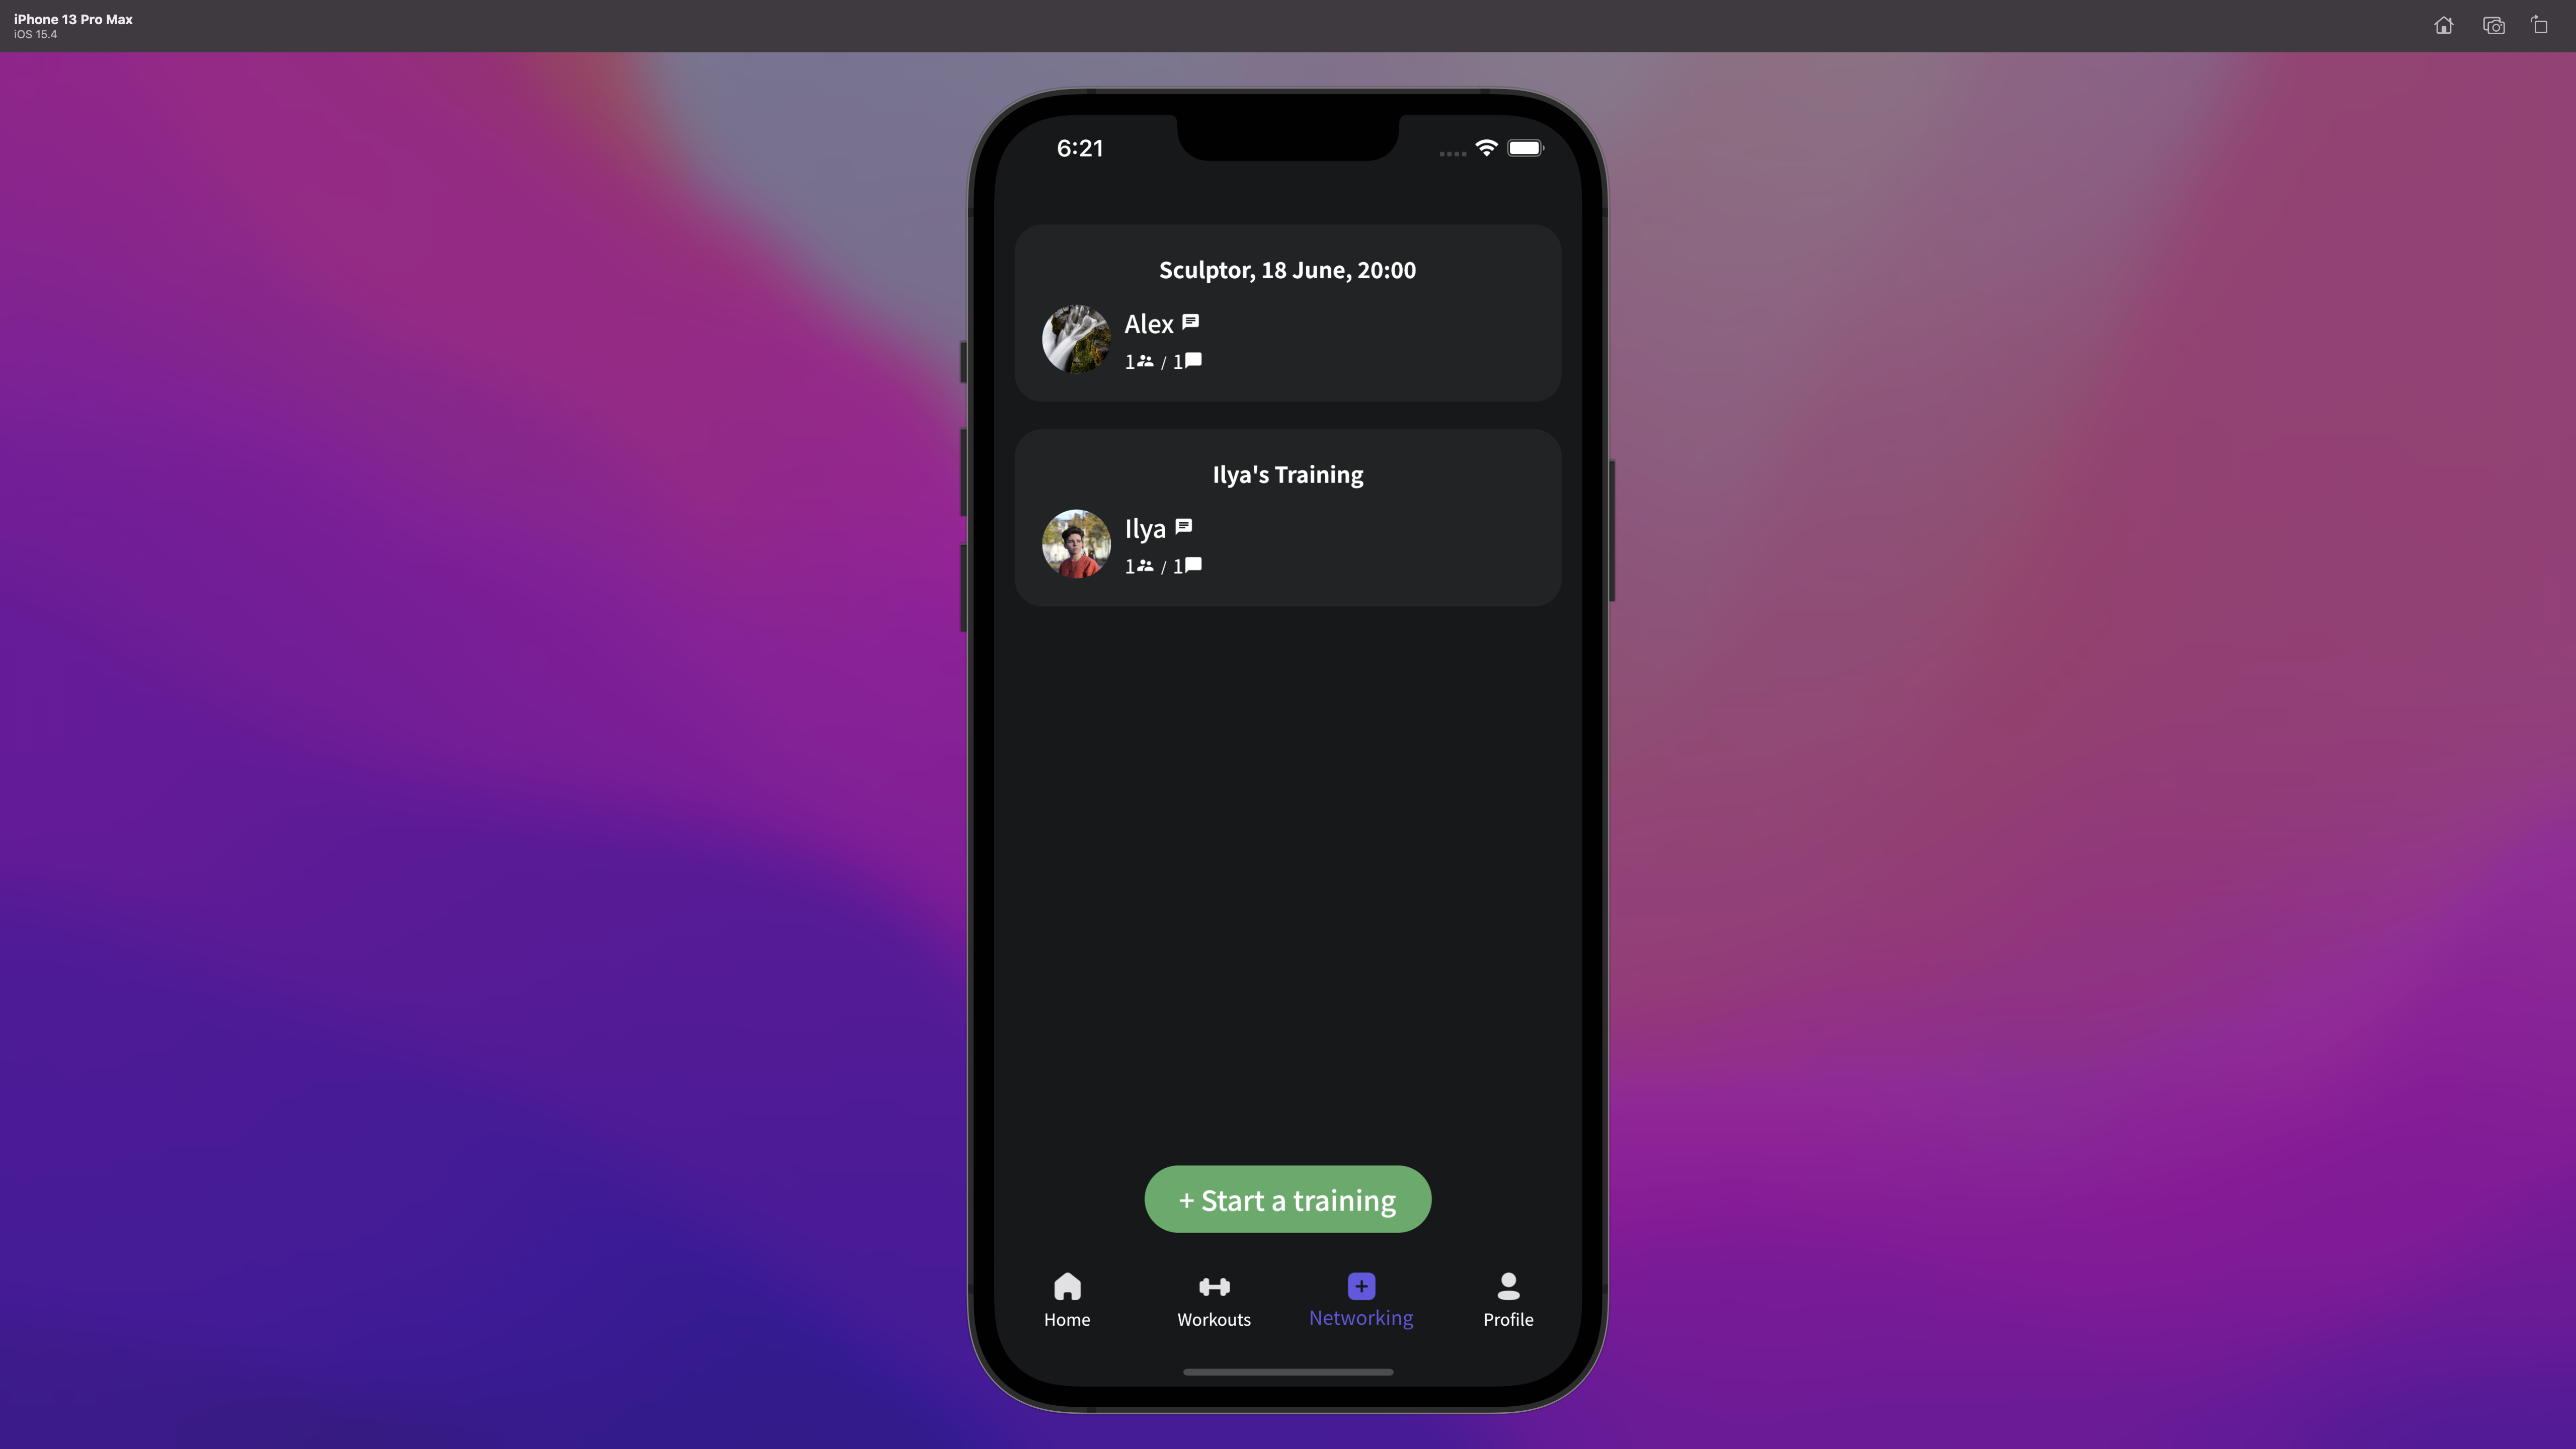 iPhone 13 Pro Max
iOS 15.4
6:21
Sculptor, 18 June, 20:00
Alex
1 / 1
Ilya's Training
Ilya
1 / 1
+ Start a training
Home Workouts Networking Profile